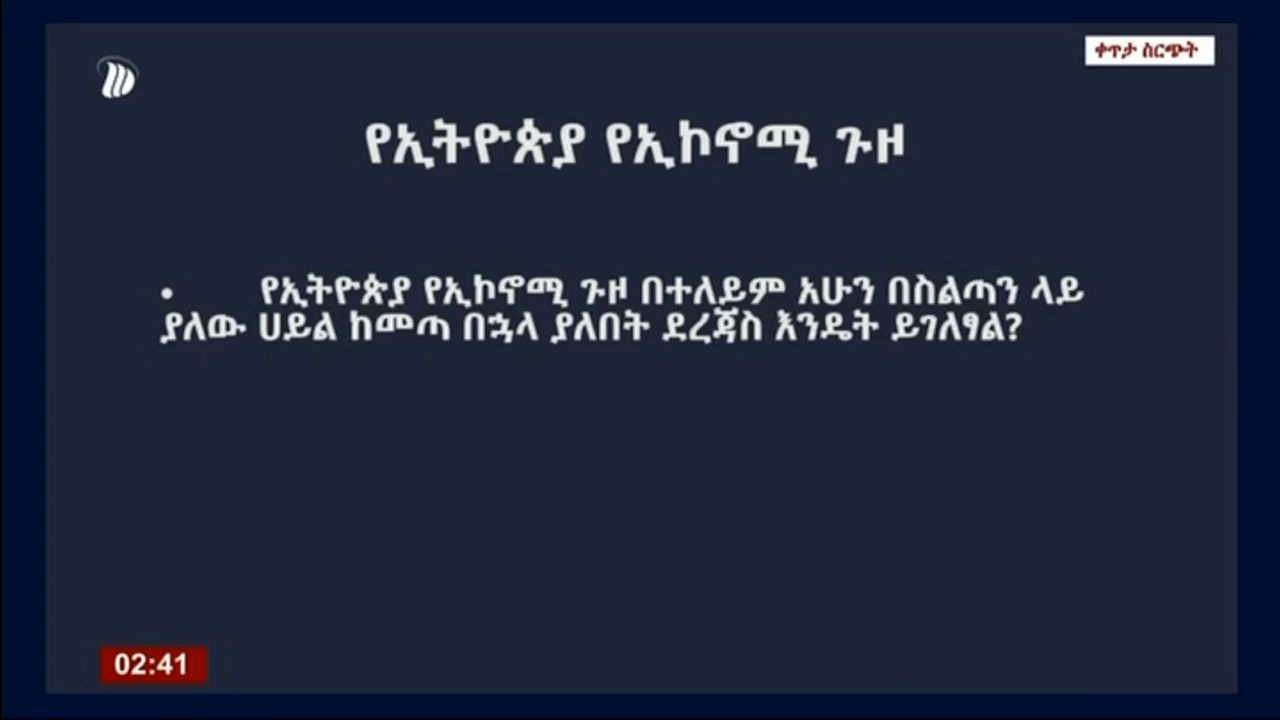 ቀጥታ ስርጭት
የኢትዮጵያ የኢኮኖሚ ጉዞ
• የኢትዮጵያ የኢኮኖሚ ጉዞ በተለይም አሁን በስልጣን ላይ
ያለው ሀይል ከመጣ በኋላ ያለበት ደረጃስ እንዴት ይገለፃል?
02:41